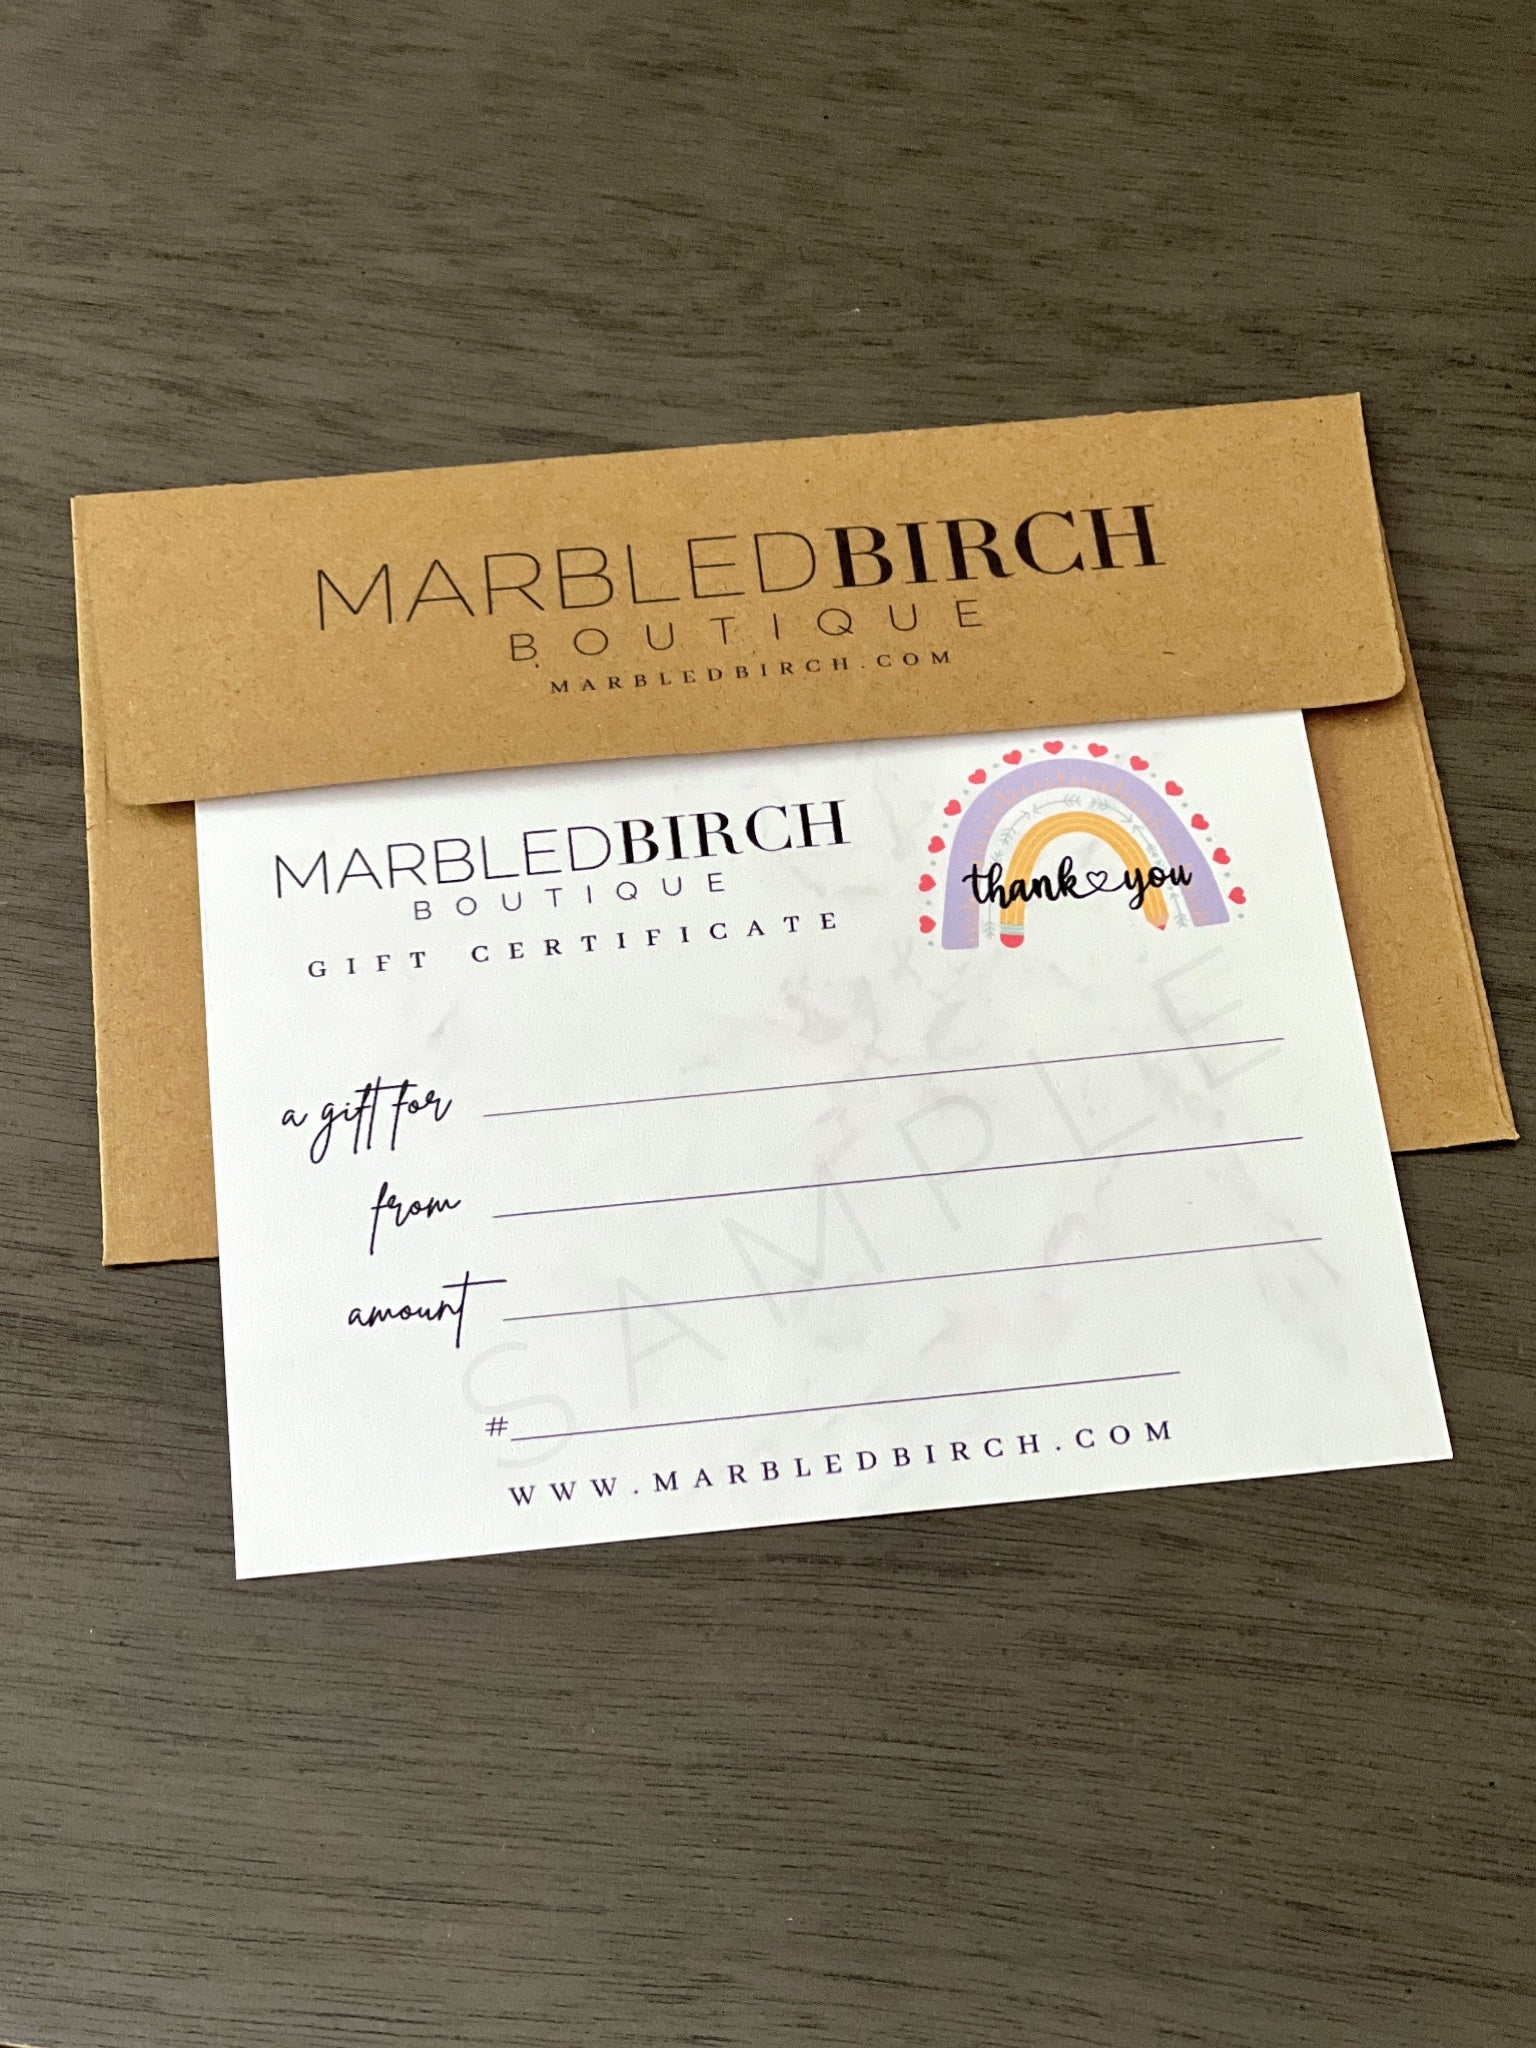 MARBLEDBIRCH
BOUTIQUE
MARBLEDBIRCH.COM
MARBLEDBIRCH
BOUTIQUE
GIFT CERTIFICATE
thank you
a gift for
from
amount
SAMPLE
#
WWW.MARBLEDBIRCH.COM